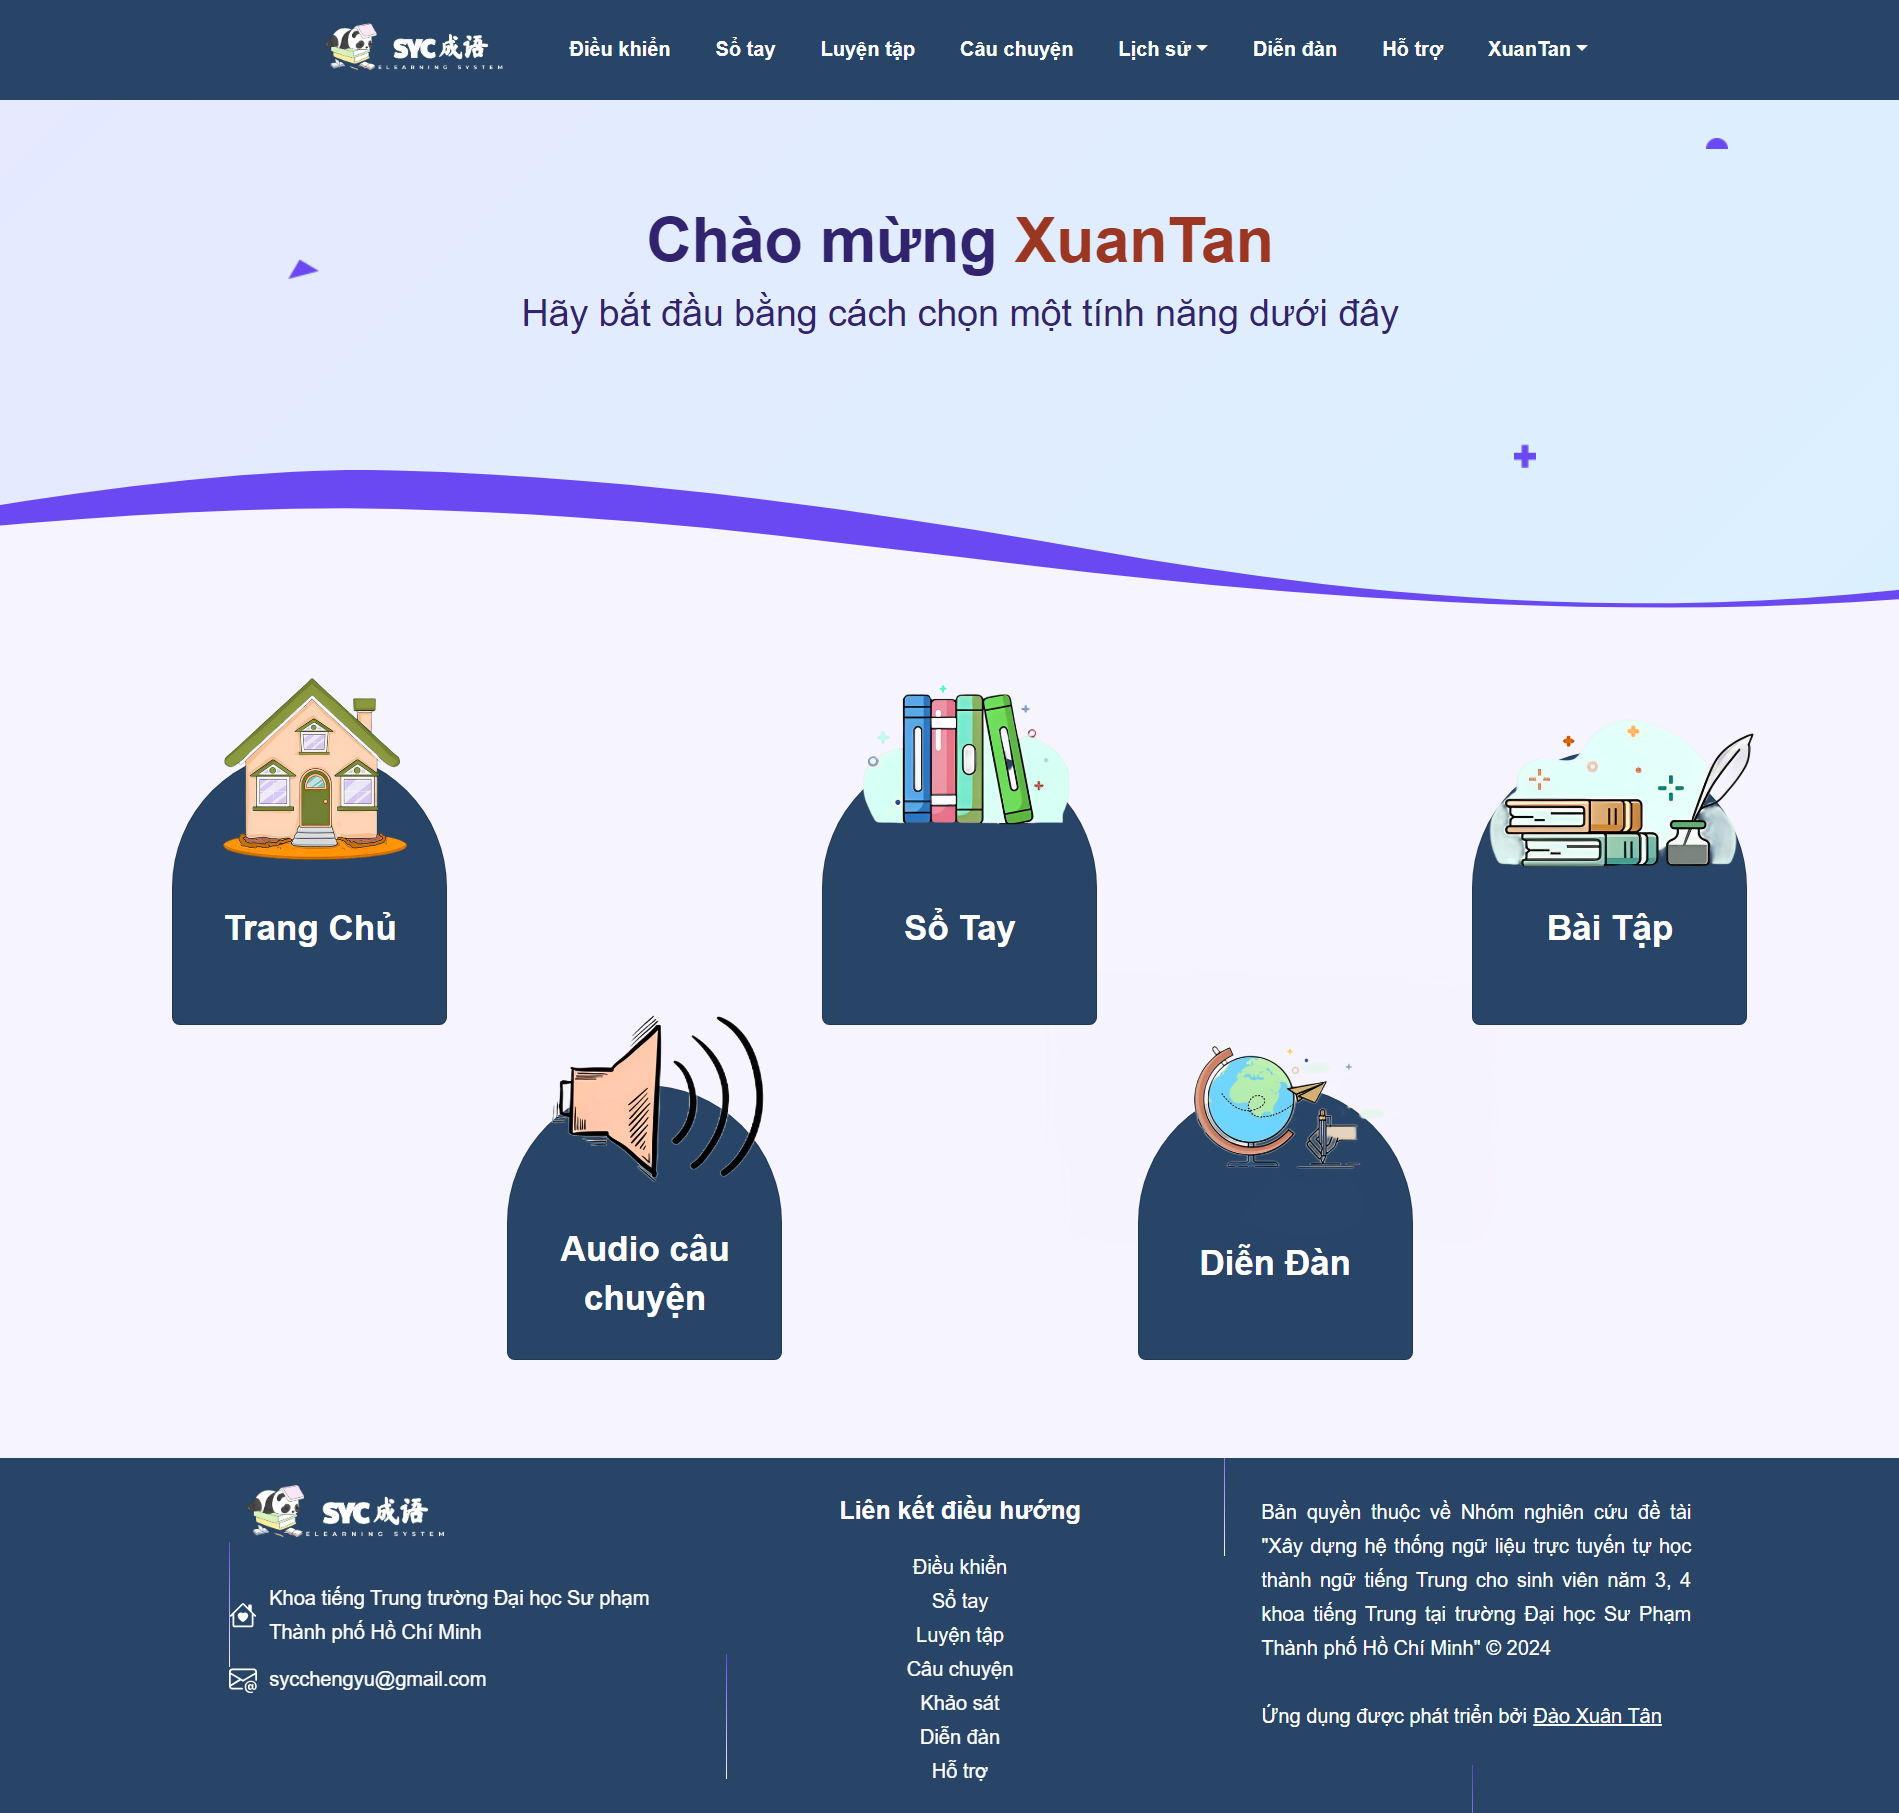 SYC成语
ELEARNING SYSTEM
Điều khiển
Sổ tay
Luyện tập
Câu chuyện
Lịch sử
Diễn đàn
Hỗ trợ
XuanTan
Chào mừng XuanTan
Hãy bắt đầu bằng cách chọn một tính năng dưới đây
Trang Chủ
Sổ Tay
Bài Tập
Audio câu
chuyện
Diễn Đàn
SYC成语
ELEARNING SYSTEM
Khoa tiếng Trung trường Đại học Sư phạm
Thành phố Hồ Chí Minh
sycchengyu@gmail.com
Liên kết điều hướng
Điều khiển
Sổ tay
Luyện tập
Câu chuyện
Khảo sát
Diễn đàn
Hỗ trợ
Bản quyền thuộc về Nhóm nghiên cứu đề tài
"Xây dựng hệ thống ngữ liệu trực tuyến tự học
thành ngữ tiếng Trung cho sinh viên năm 3, 4
khoa tiếng Trung tại trường Đại học Sư Phạm
Thành phố Hồ Chí Minh" © 2024
Ứng dụng được phát triển bởi Đào Xuân Tân